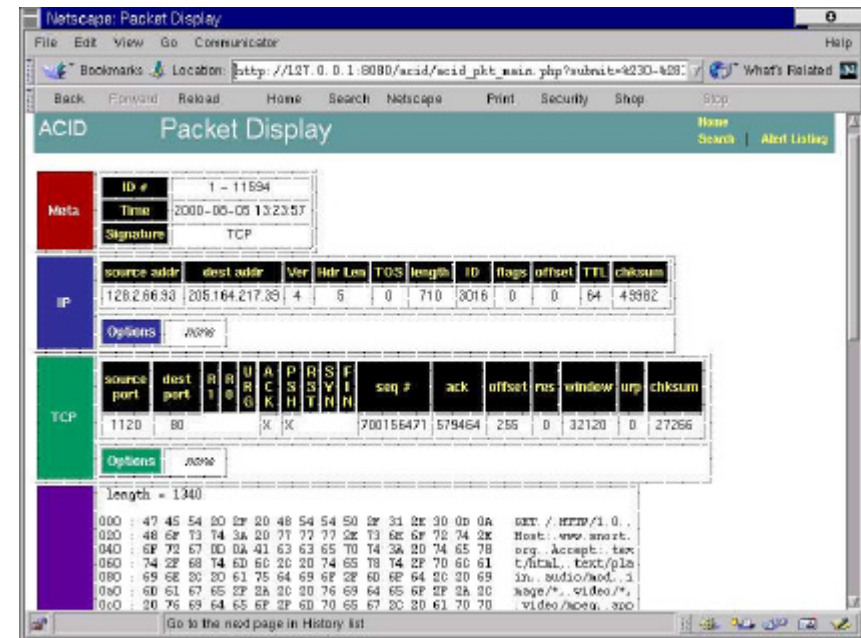 Netscape: Packet Display
File Edit View Go Communicator Help
Bookmarks Location: http://127.0.0.1:8080/acid/acid_pkt_main.php?submit=%230-%28 What's Related
Back Forward Reload Home Search Netscape Print Security Shop Stop
ACID Packet Display
Home
Search | Alert Listing
Meta
ID # 1 - 11594
Time 2000-08-05 13:23:57
Signature TCP
IP
source addr dest addr Ver Hdr Len TOS length ID flags offset TTL chksum
128.2.66.93 205.164.217.39 4 5 0 710 3016 0 0 64 49982
Options none
TCP
source port dest port R1 R0 URG ACK PSH RST SYN FIN seq # ack offset res window urp chksum
1120 80 X X 700156471 579464 255 0 32120 0 27266
Options none
length = 1340
000 : 47 45 54 20 2F 20 48 54 54 50 2F 31 2E 30 0D 0A GET / HTTP/1.0..
020 : 48 6F 73 74 3A 20 77 77 77 2E 73 6E 6F 72 74 2E Host: www.snort.
040 : 6F 72 67 0D 0A 41 63 63 65 70 74 3A 20 74 65 78 org..Accept: tex
060 : 74 2F 68 74 6D 6C 2C 20 74 65 78 74 2F 70 6C 61 t/html, text/pla
080 : 69 6E 2C 20 61 75 64 69 6F 2F 6D 6F 64 2C 20 69 in, audio/mod, i
0a0 : 6D 61 67 65 2F 2A 2C 20 76 69 64 65 6F 2F 2A 2C mage/*, video/*,
0c0 : 20 76 69 64 65 6F 2F 6D 70 65 67 2C 20 61 70 70 video/mpeg, app
Go to the next page in History list